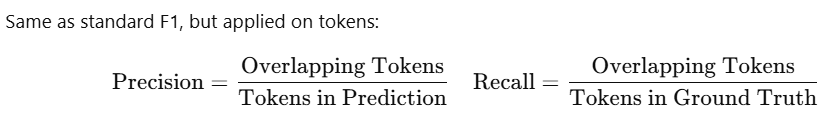 Same as standard F1, but applied on tokens:
Precision = Overlapping Tokens / Tokens in Prediction Recall = Overlapping Tokens / Tokens in Ground Truth